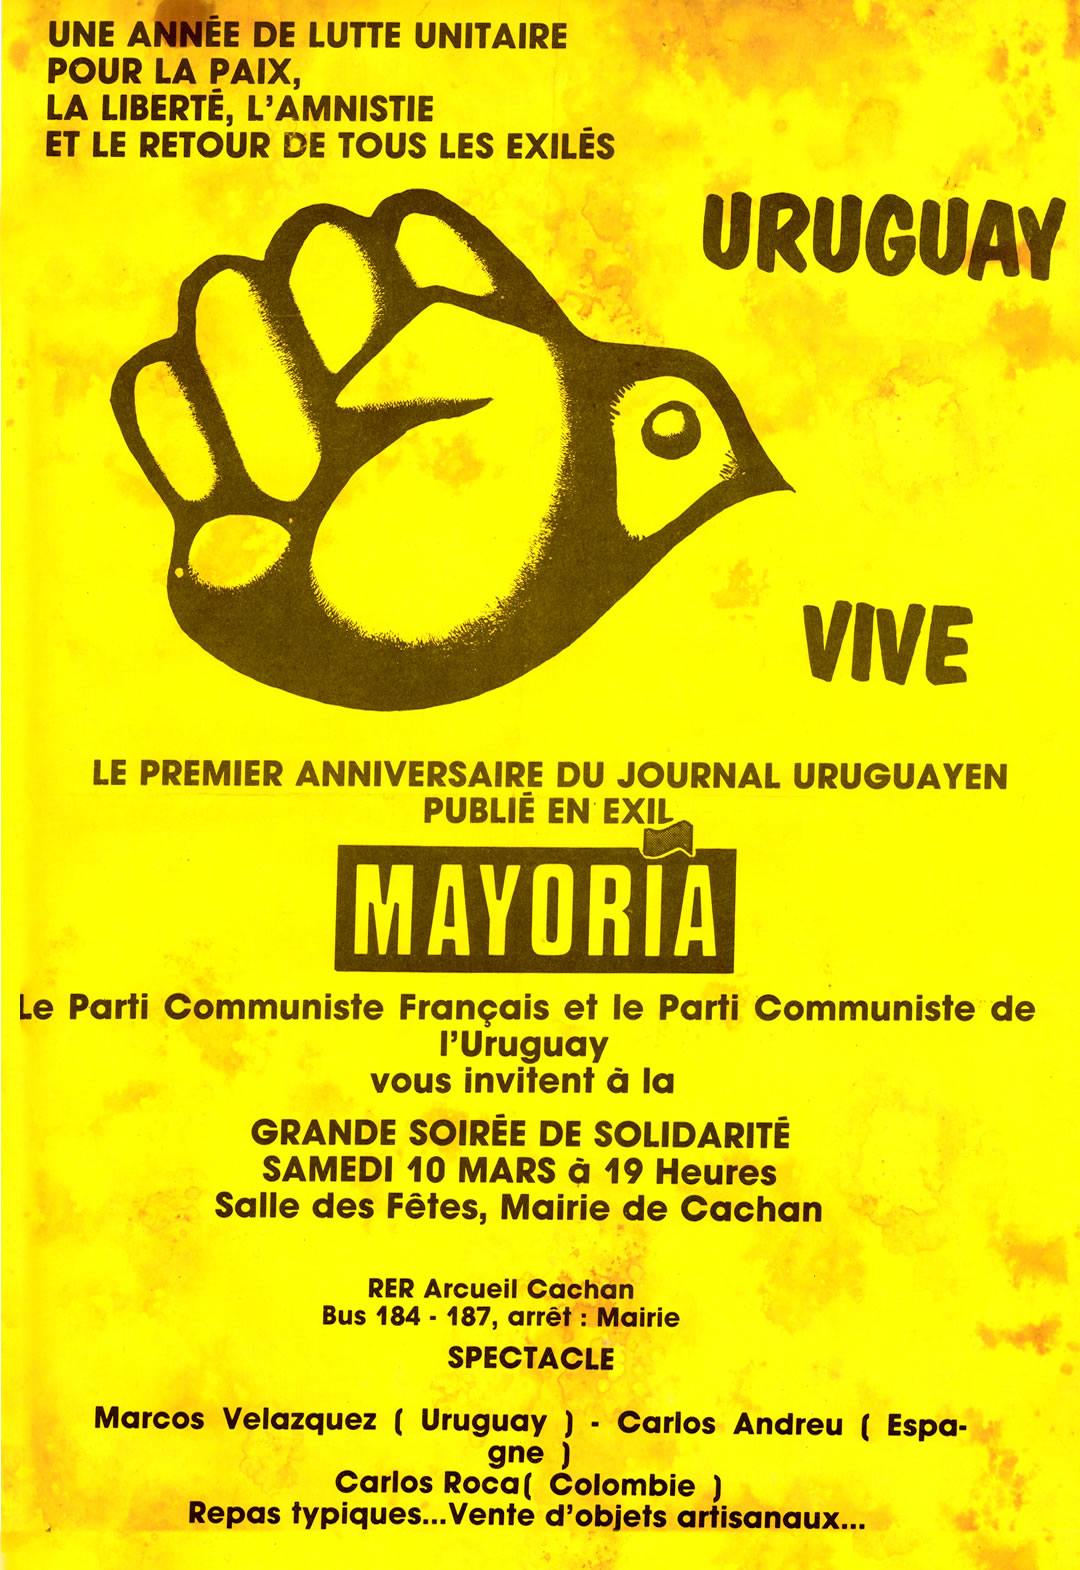 UNE ANNÉE DE LUTTE UNITAIRE
POUR LA PAIX,
LA LIBERTÉ, L'AMNISTIE
ET LE RETOUR DE TOUS LES EXILÉS
URUGUAY
VIVE
LE PREMIER ANNIVERSAIRE DU JOURNAL URUGUAYEN
PUBLIÉ EN EXIL
MAYORIA
Le Parti Communiste Français et le Parti Communiste de
l'Uruguay
vous invitent à la
GRANDE SOIRÉE DE SOLIDARITÉ
SAMEDI 10 MARS à 19 Heures
Salle des Fêtes, Mairie de Cachan
RER Arcueil Cachan
Bus 184 - 187, arrêt : Mairie
SPECTACLE
Marcos Velazquez ( Uruguay ) - Carlos Andreu ( Espa-
gne )
Carlos Roca( Colombie )
Repas typiques...Vente d'objets artisanaux...